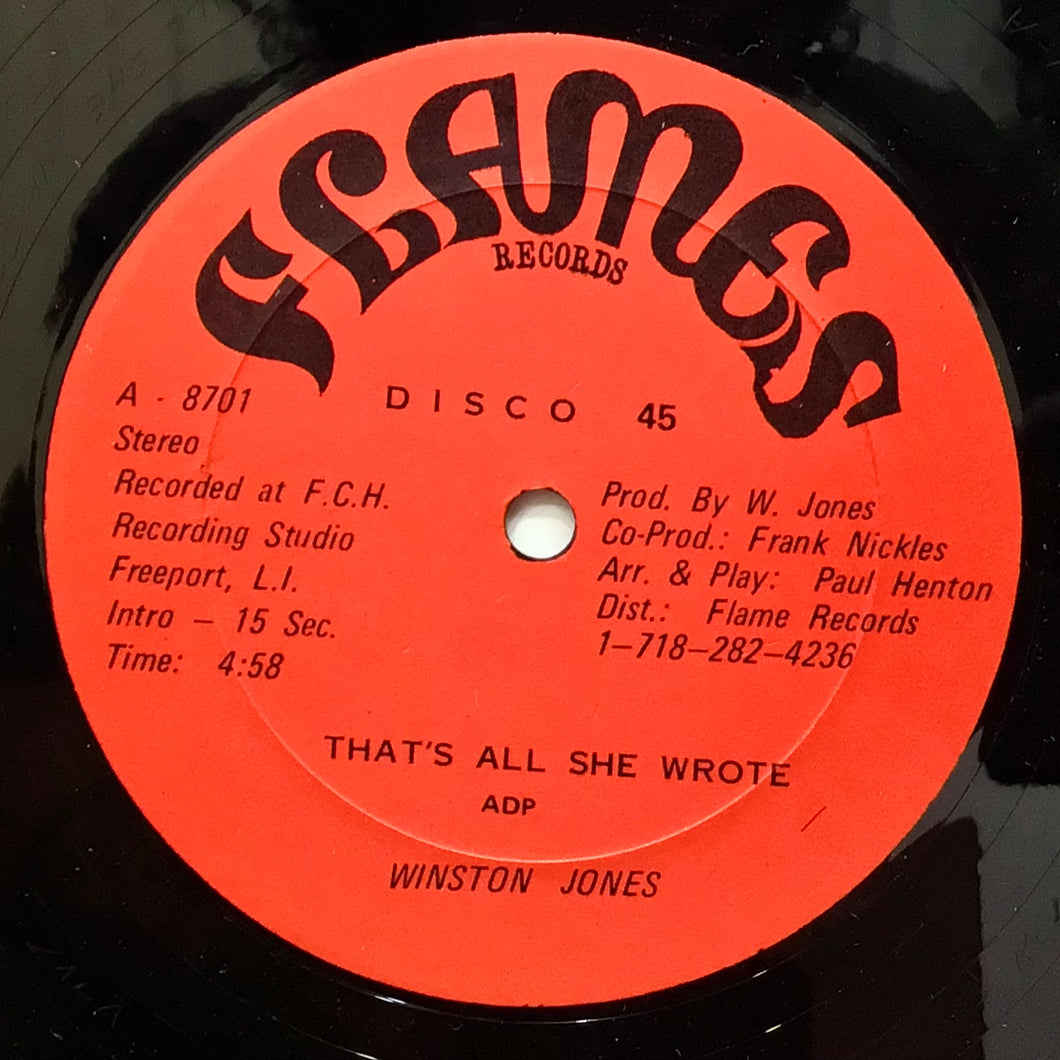 FLAMES
RECORDS
DISCO 45
A - 8701
Stereo
Recorded at F.C.H.
Recording Studio
Freeport, L.I.
Intro — 15 Sec.
Time: 4:58
Prod. By W. Jones
Co-Prod.: Frank Nickles
Arr. & Play: Paul Henton
Dist.: Flame Records
1—718—282—4236
THAT'S ALL SHE WROTE
ADP
WINSTON JONES